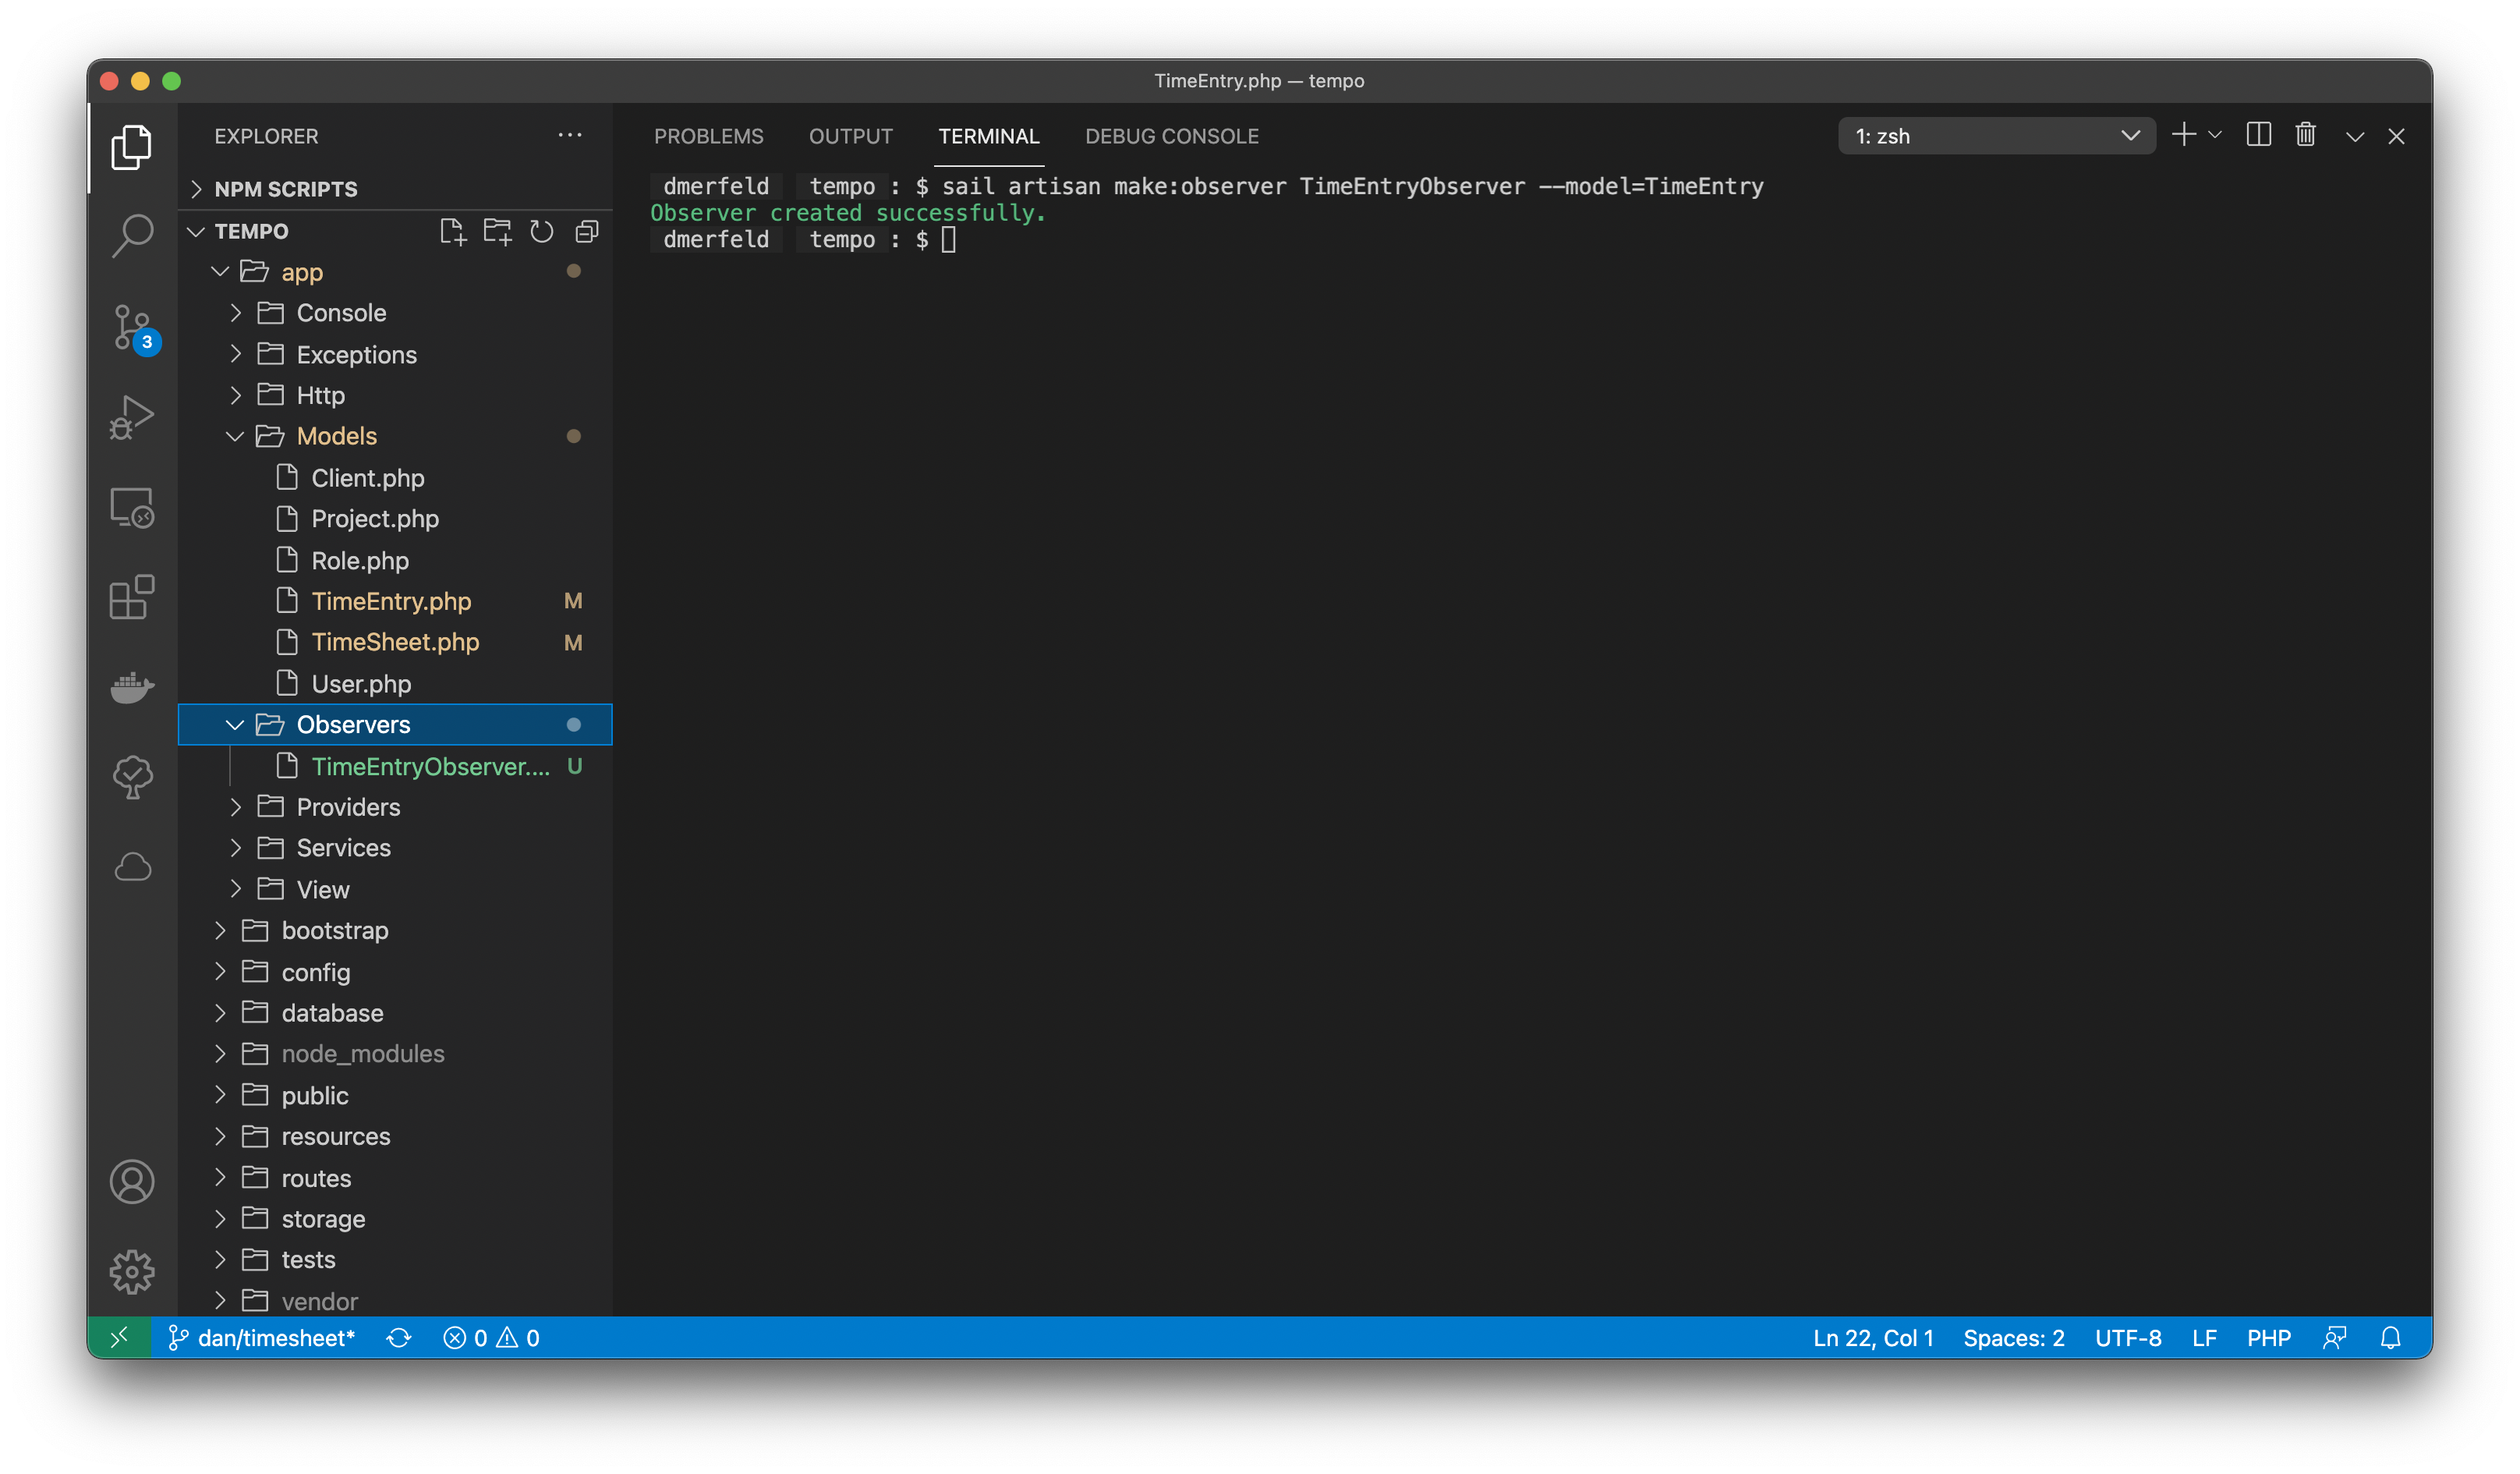 TimeEntry.php — tempo
EXPLORER
NPM SCRIPTS
TEMPO
app
Console
Exceptions
Http
Models
Client.php
Project.php
Role.php
TimeEntry.php M
TimeSheet.php M
User.php
Observers
TimeEntryObserver.... U
Providers
Services
View
bootstrap
config
database
node_modules
public
resources
routes
storage
tests
vendor
3
PROBLEMS OUTPUT TERMINAL DEBUG CONSOLE 1: zsh
dmerfeld tempo : $ sail artisan make:observer TimeEntryObserver --model=TimeEntry
Observer created successfully.
dmerfeld tempo : $
dan/timesheet* 0 0 Ln 22, Col 1 Spaces: 2 UTF-8 LF PHP